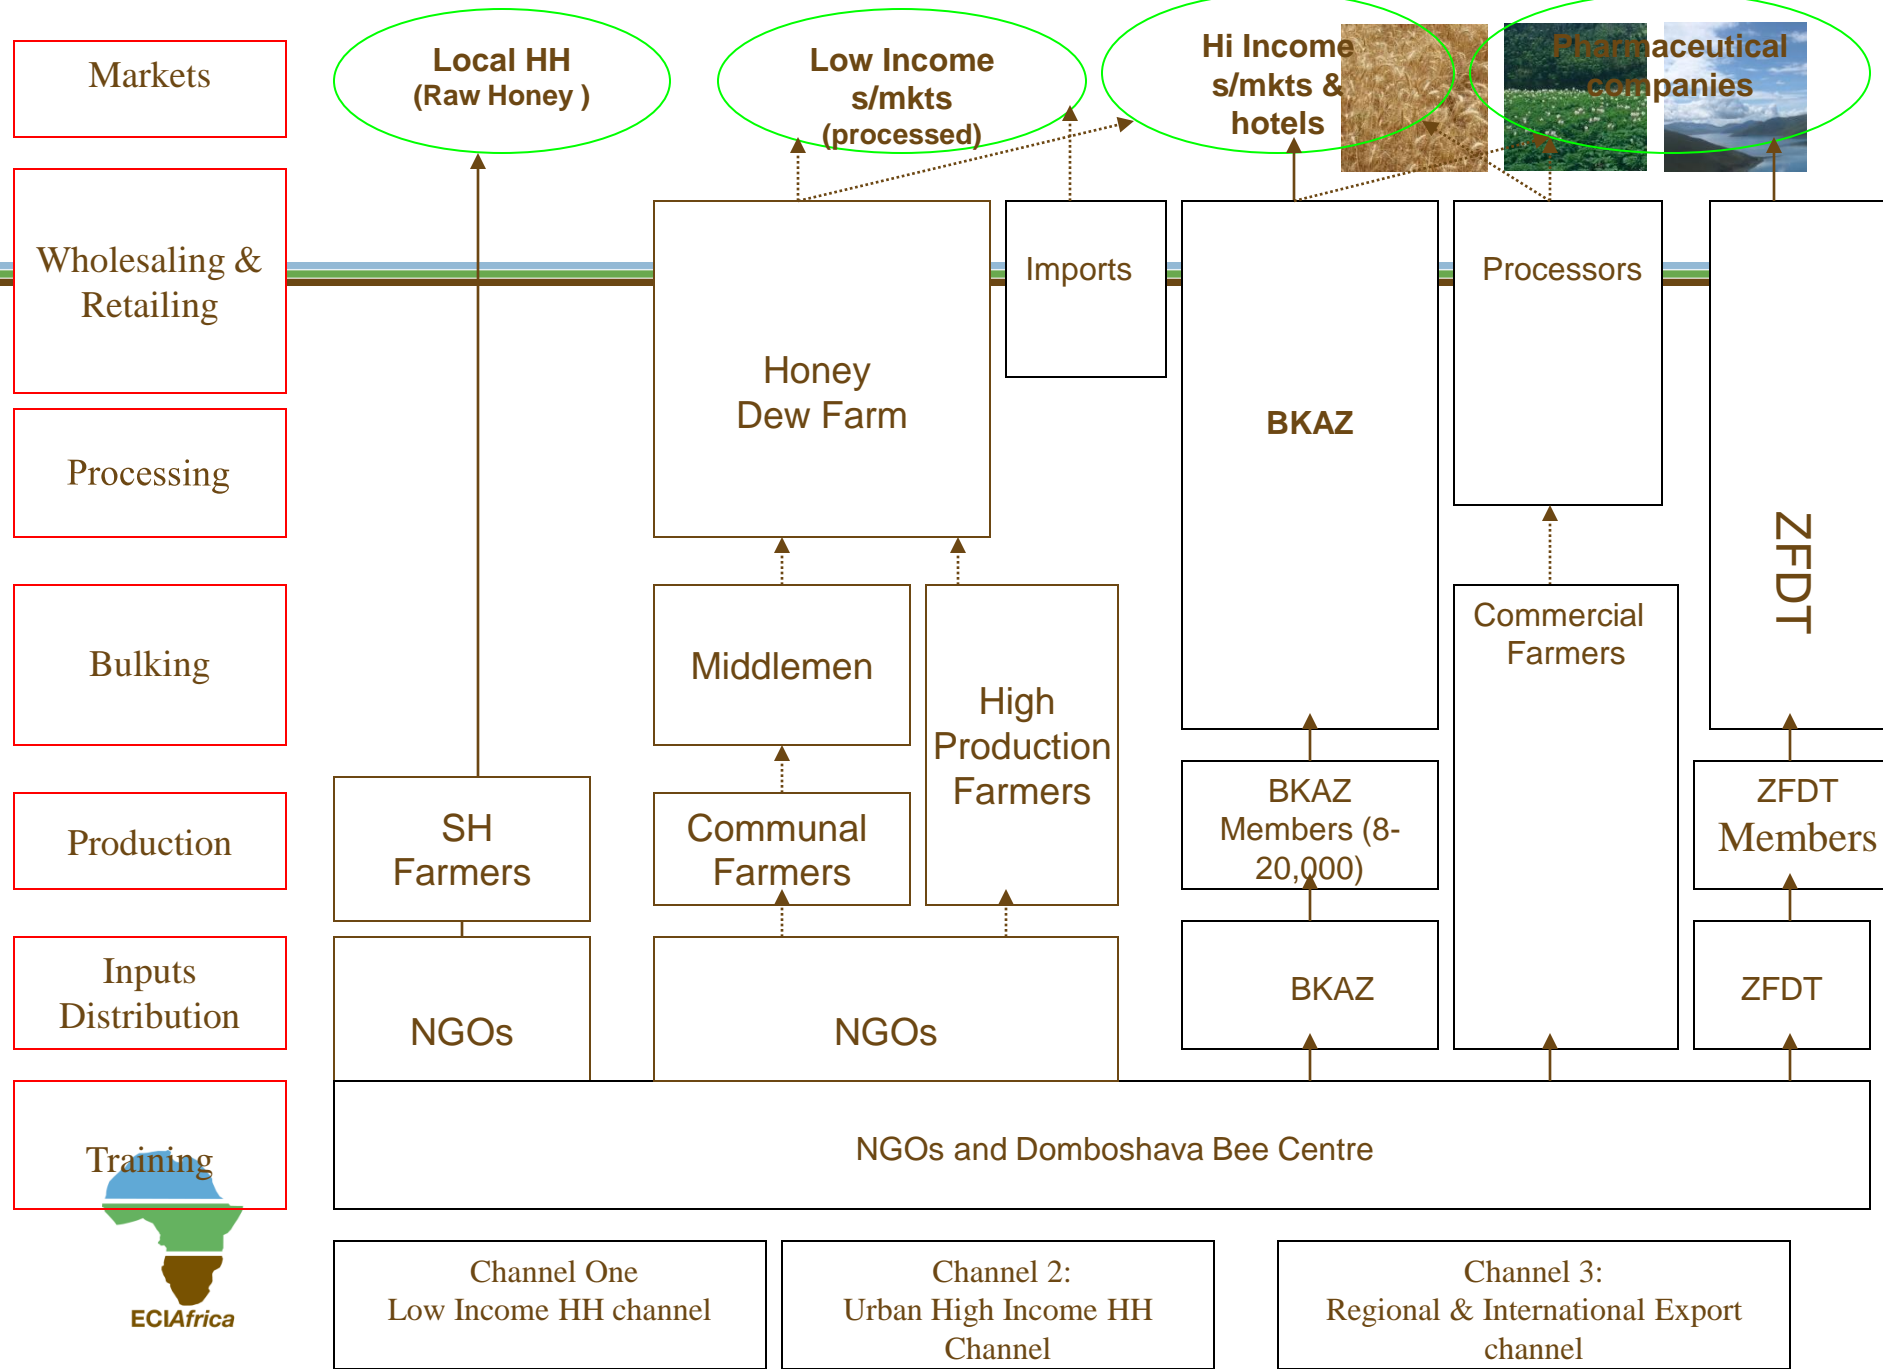 Markets
Local HH
(Raw Honey )
Low Income
s/mkts
(processed)
Hi Income
s/mkts &
hotels
Pharmaceutical
companies
Wholesaling &
Retailing
Honey
Dew Farm
Imports
BKAZ
Processors
ZFDT
Processing
Bulking
Middlemen
High
Production
Farmers
Commercial
Farmers
Production
SH
Farmers
Communal
Farmers
BKAZ
Members (8-
20,000)
ZFDT
Members
Inputs
Distribution
NGOs
NGOs
BKAZ
ZFDT
Training
NGOs and Domboshava Bee Centre
ECIAfrica
Channel One
Low Income HH channel
Channel 2:
Urban High Income HH
Channel
Channel 3:
Regional & International Export
channel